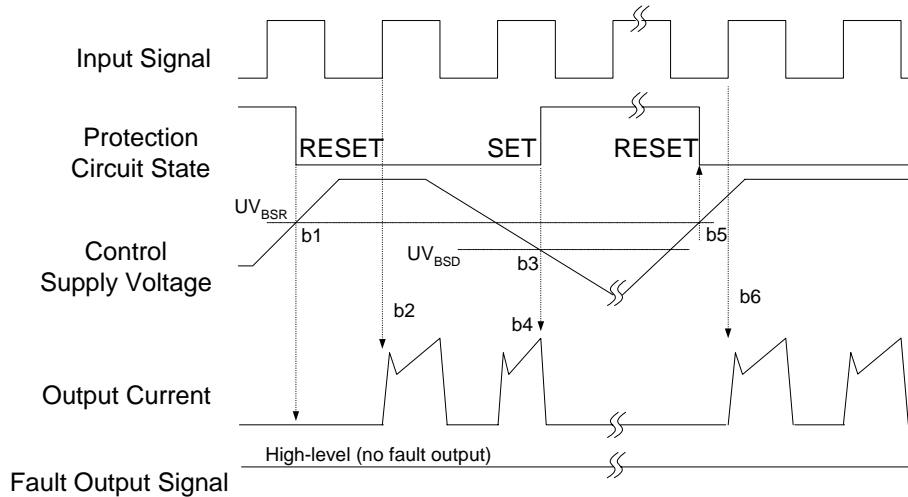 Input Signal
Protection
Circuit State
RESET
SET
RESET
UVBSR
b1
b5
Control
Supply Voltage
UVBSD
b3
b2
b4
b6
Output Current
High-level (no fault output)
Fault Output Signal